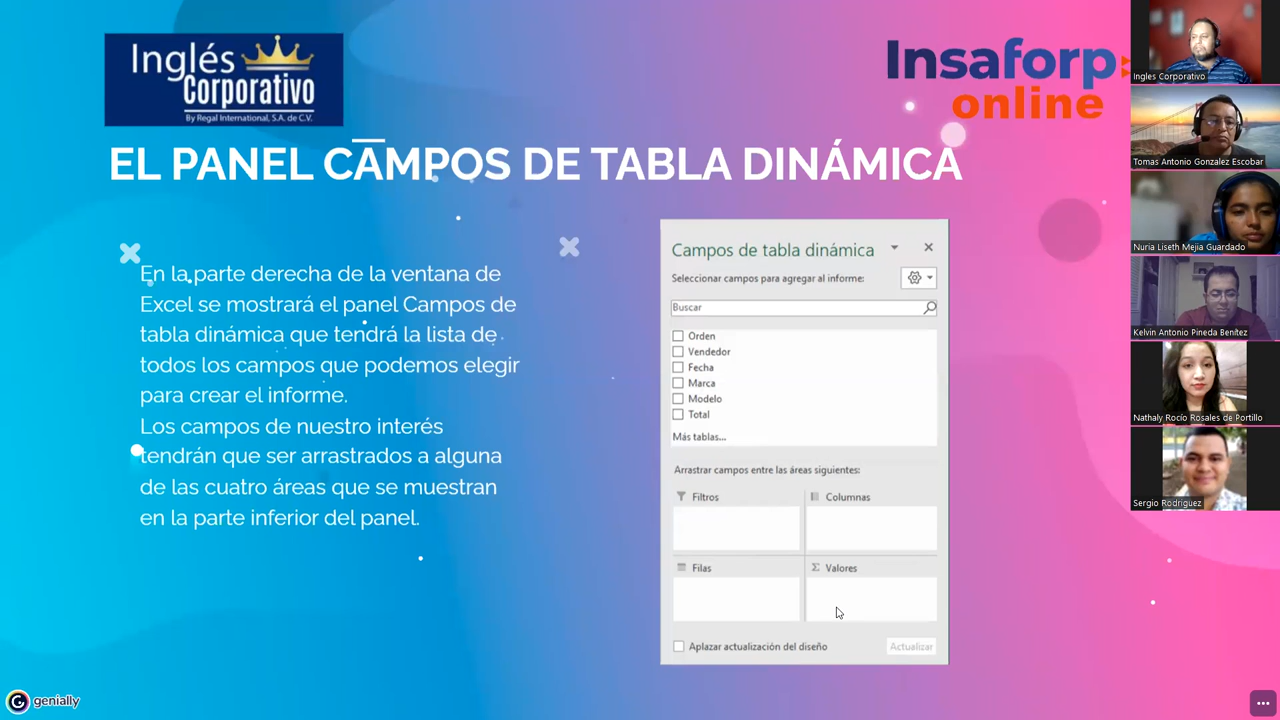 Inglés
Corporativo
By Regal International, S.A. de C.V.
Insaforp
online
EL PANEL CAMPOS DE TABLA DINÁMICA
En la parte derecha de la ventana de
Excel se mostrará el panel Campos de
tabla dinámica que tendrá la lista de
todos los campos que podemos elegir
para crear el informe.
Los campos de nuestro interés
tendrán que ser arrastrados a alguna
de las cuatro áreas que se muestran
en la parte inferior del panel.
Campos de tabla dinámica
Seleccionar campos para agregar al informe:
Buscar
Orden
Vendedor
Fecha
Marca
Modelo
Total
Más tablas...
Arrastrar campos entre las áreas siguientes:
Filtros
Columnas
Filas
Σ Valores
Aplazar actualización del diseño
Actualizar
Ingles Corporativo
Tomas Antonio Gonzalez Escobar
Nuria Liseth Mejia Guardado
Kelvin Antonio Pineda Benítez
Nathaly Rocío Rosales de Portillo
Sergio Rodriguez
genially